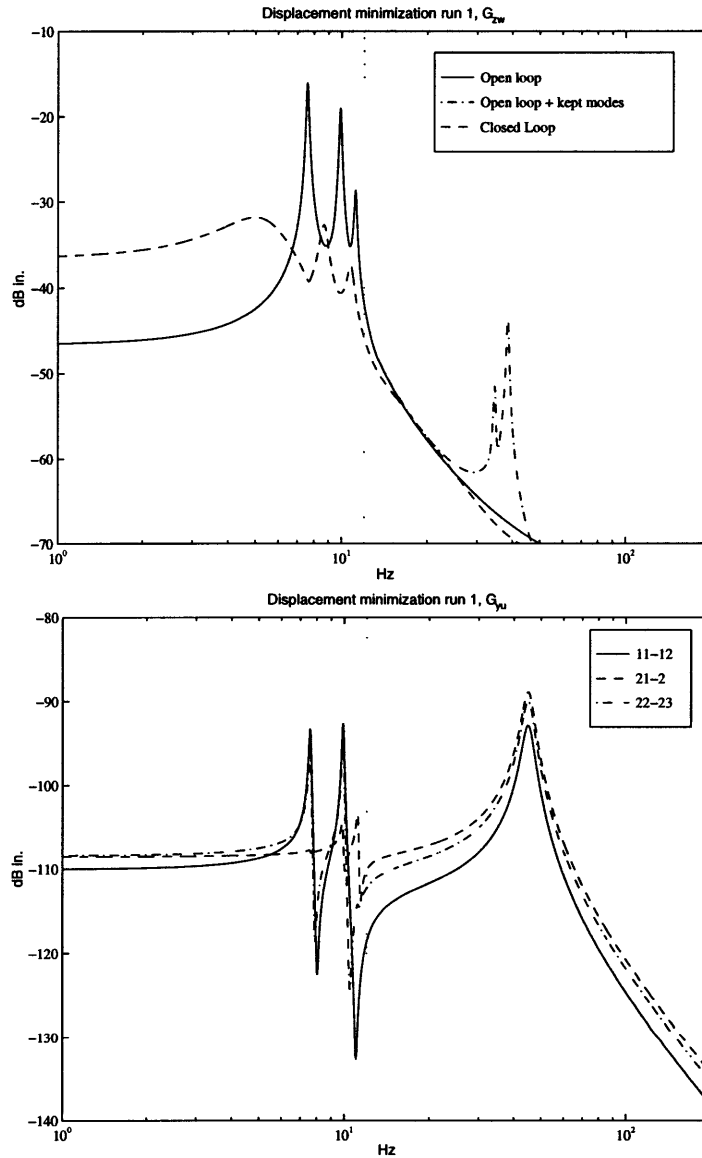 Displacement minimization run 1, G_zw
−10
−20
−30
−40
−50
−60
−70
dB in.
10^0
10^1
10^2
Hz
Open loop
Open loop + kept modes
Closed Loop
Displacement minimization run 1, G_yu
−80
−90
−100
−110
−120
−130
−140
dB in.
10^0
10^1
10^2
Hz
11−12
21−2
22−23